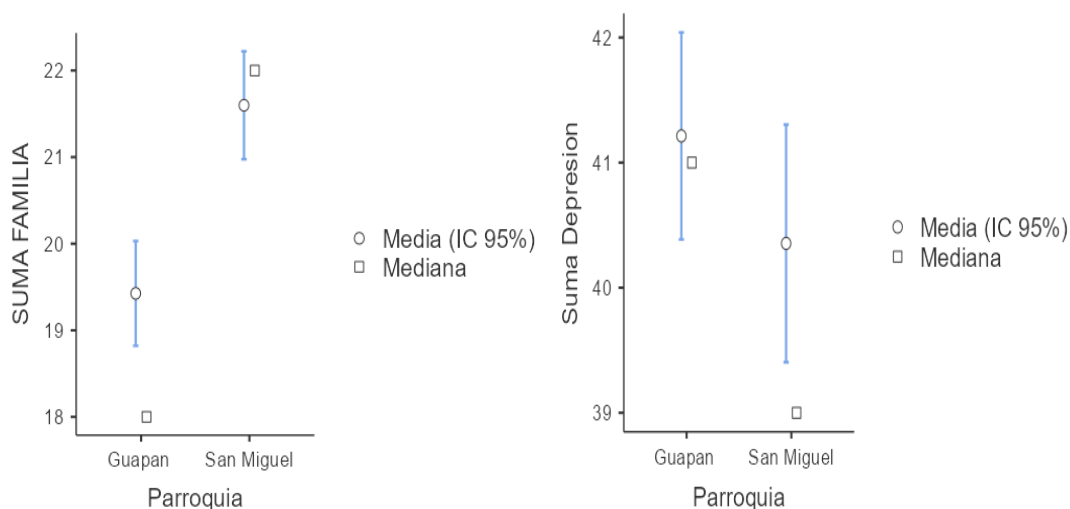 SUMA FAMILIA
22
21
20
19
18
Guapan
San Miguel
Parroquia
Media (IC 95%)
Mediana
Suma Depresion
42
41
40
39
Guapan
San Miguel
Parroquia
Media (IC 95%)
Mediana